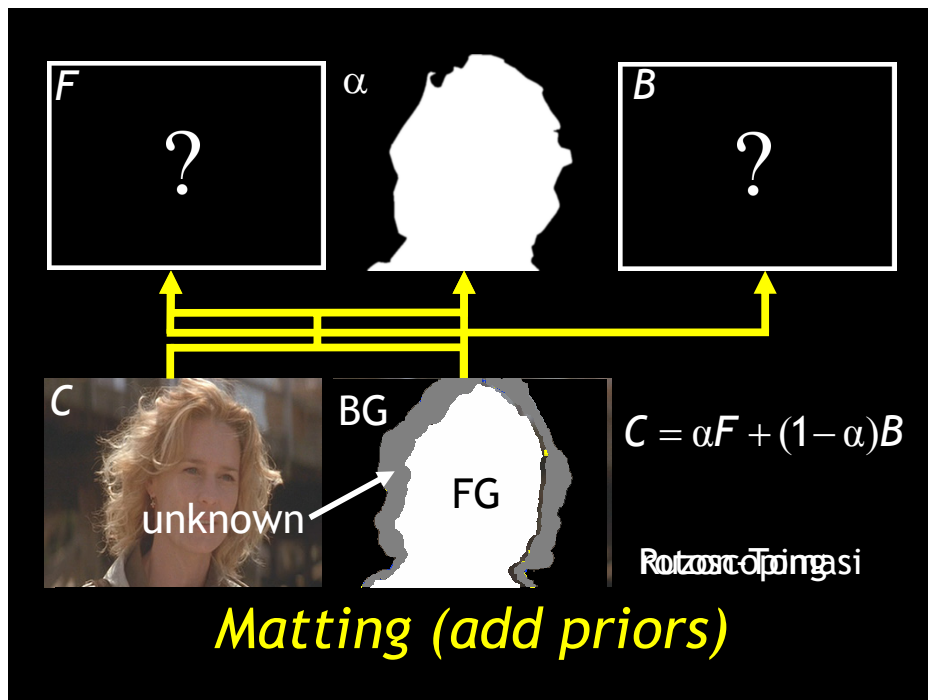 F
α
B
?
?
C
BG
C = αF + (1− α)B
FG
unknown
Matting (add priors)